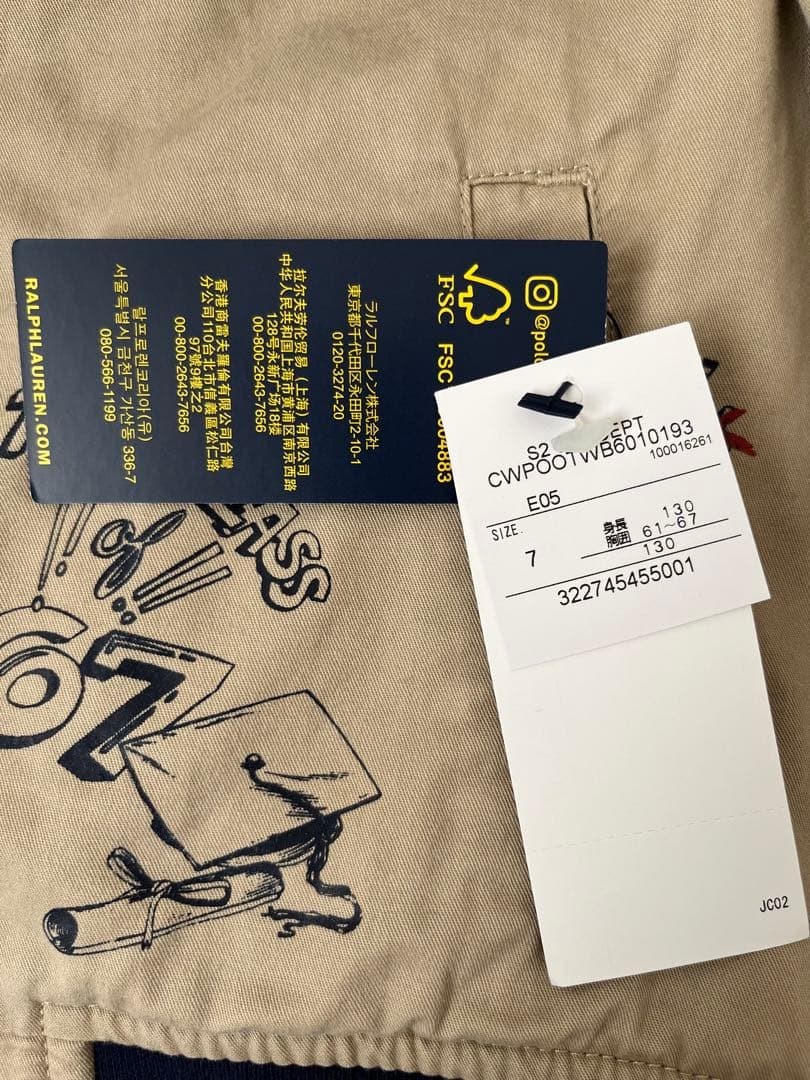 @polo
FSC
FSC
ラルフローレン株式会社
東京都千代田区永田町2-10-1
0120-3274-20
拉尔夫劳伦贸易（上海）有限公司
中华人民共和国上海市黄浦区南京西路
128号永新广场18楼
00-800-2643-7656
香港商雷夫羅倫有限公司台灣
分公司110台北市信義區松仁路
97號9樓之2
00-800-2643-7656
랄프로렌코리아(유)
서울특별시 금천구 가산동 336-7
080-566-1199
RALPHLAUREN.COM
S2 EPT
CWPOO1WB6010193
100016261
E05
SIZE.
7
身長 130
胸囲 61~67
130
322745455001
JC02
ASS
67